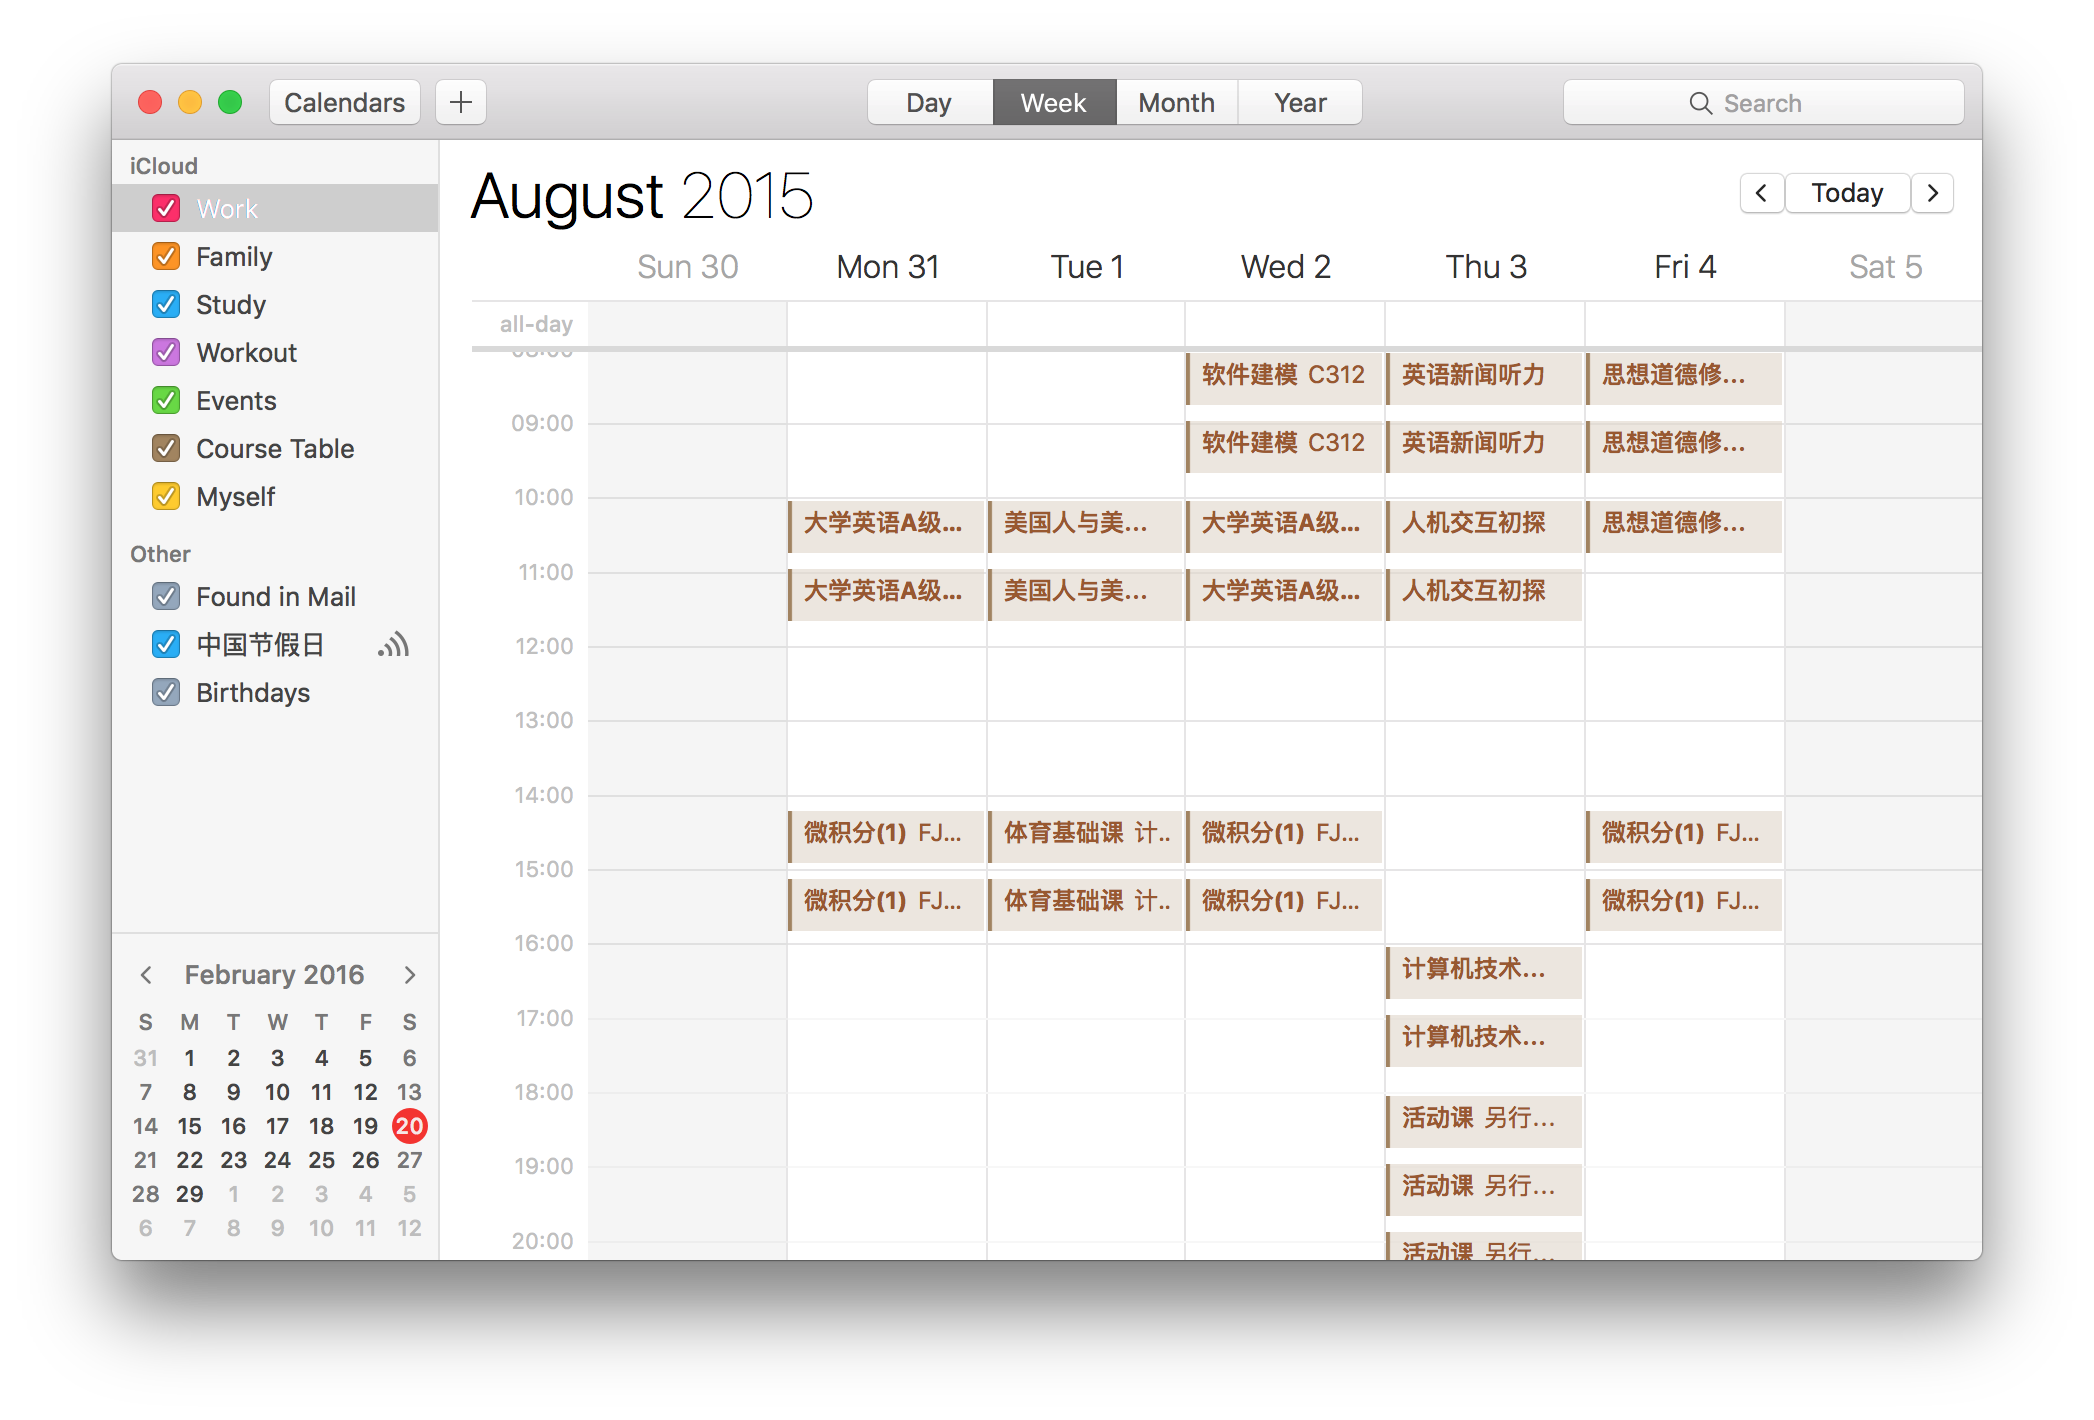 Calendars
Day Week Month Year
Search
iCloud
Work
Family
Study
Workout
Events
Course Table
Myself
Other
Found in Mail
中国节假日
Birthdays
February 2016
S M T W T F S
31 1 2 3 4 5 6
7 8 9 10 11 12 13
14 15 16 17 18 19 20
21 22 23 24 25 26 27
28 29 1 2 3 4 5
6 7 8 9 10 11 12
August 2015
Today
Sun 30 Mon 31 Tue 1 Wed 2 Thu 3 Fri 4 Sat 5
all-day
软件建模 C312 英语新闻听力 思想道德修…
09:00
软件建模 C312 英语新闻听力 思想道德修…
10:00
大学英语A级… 美国人与美… 大学英语A级… 人机交互初探 思想道德修…
11:00
大学英语A级… 美国人与美… 大学英语A级… 人机交互初探
12:00
13:00
14:00
微积分(1) FJ… 体育基础课 计.. 微积分(1) FJ… 微积分(1) FJ…
15:00
微积分(1) FJ… 体育基础课 计.. 微积分(1) FJ… 微积分(1) FJ…
16:00
计算机技术…
17:00
计算机技术…
18:00
活动课 另行…
19:00
活动课 另行…
20:00
活动课 另行…